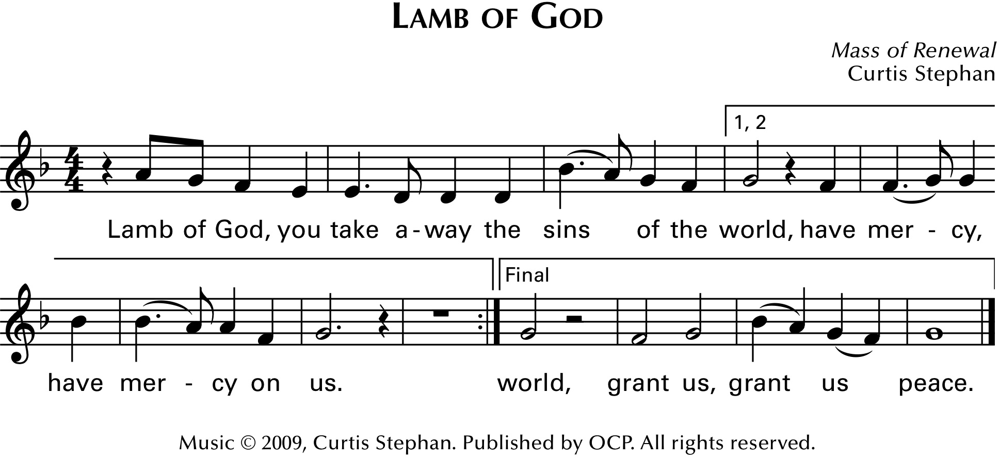 LAMB OF GOD
Mass of Renewal
Curtis Stephan
1, 2
4
4
Lamb of God, you take a - way the sins of the world, have mer - cy,
Final
have mer - cy on us. world, grant us, grant us peace.
Music © 2009, Curtis Stephan. Published by OCP. All rights reserved.